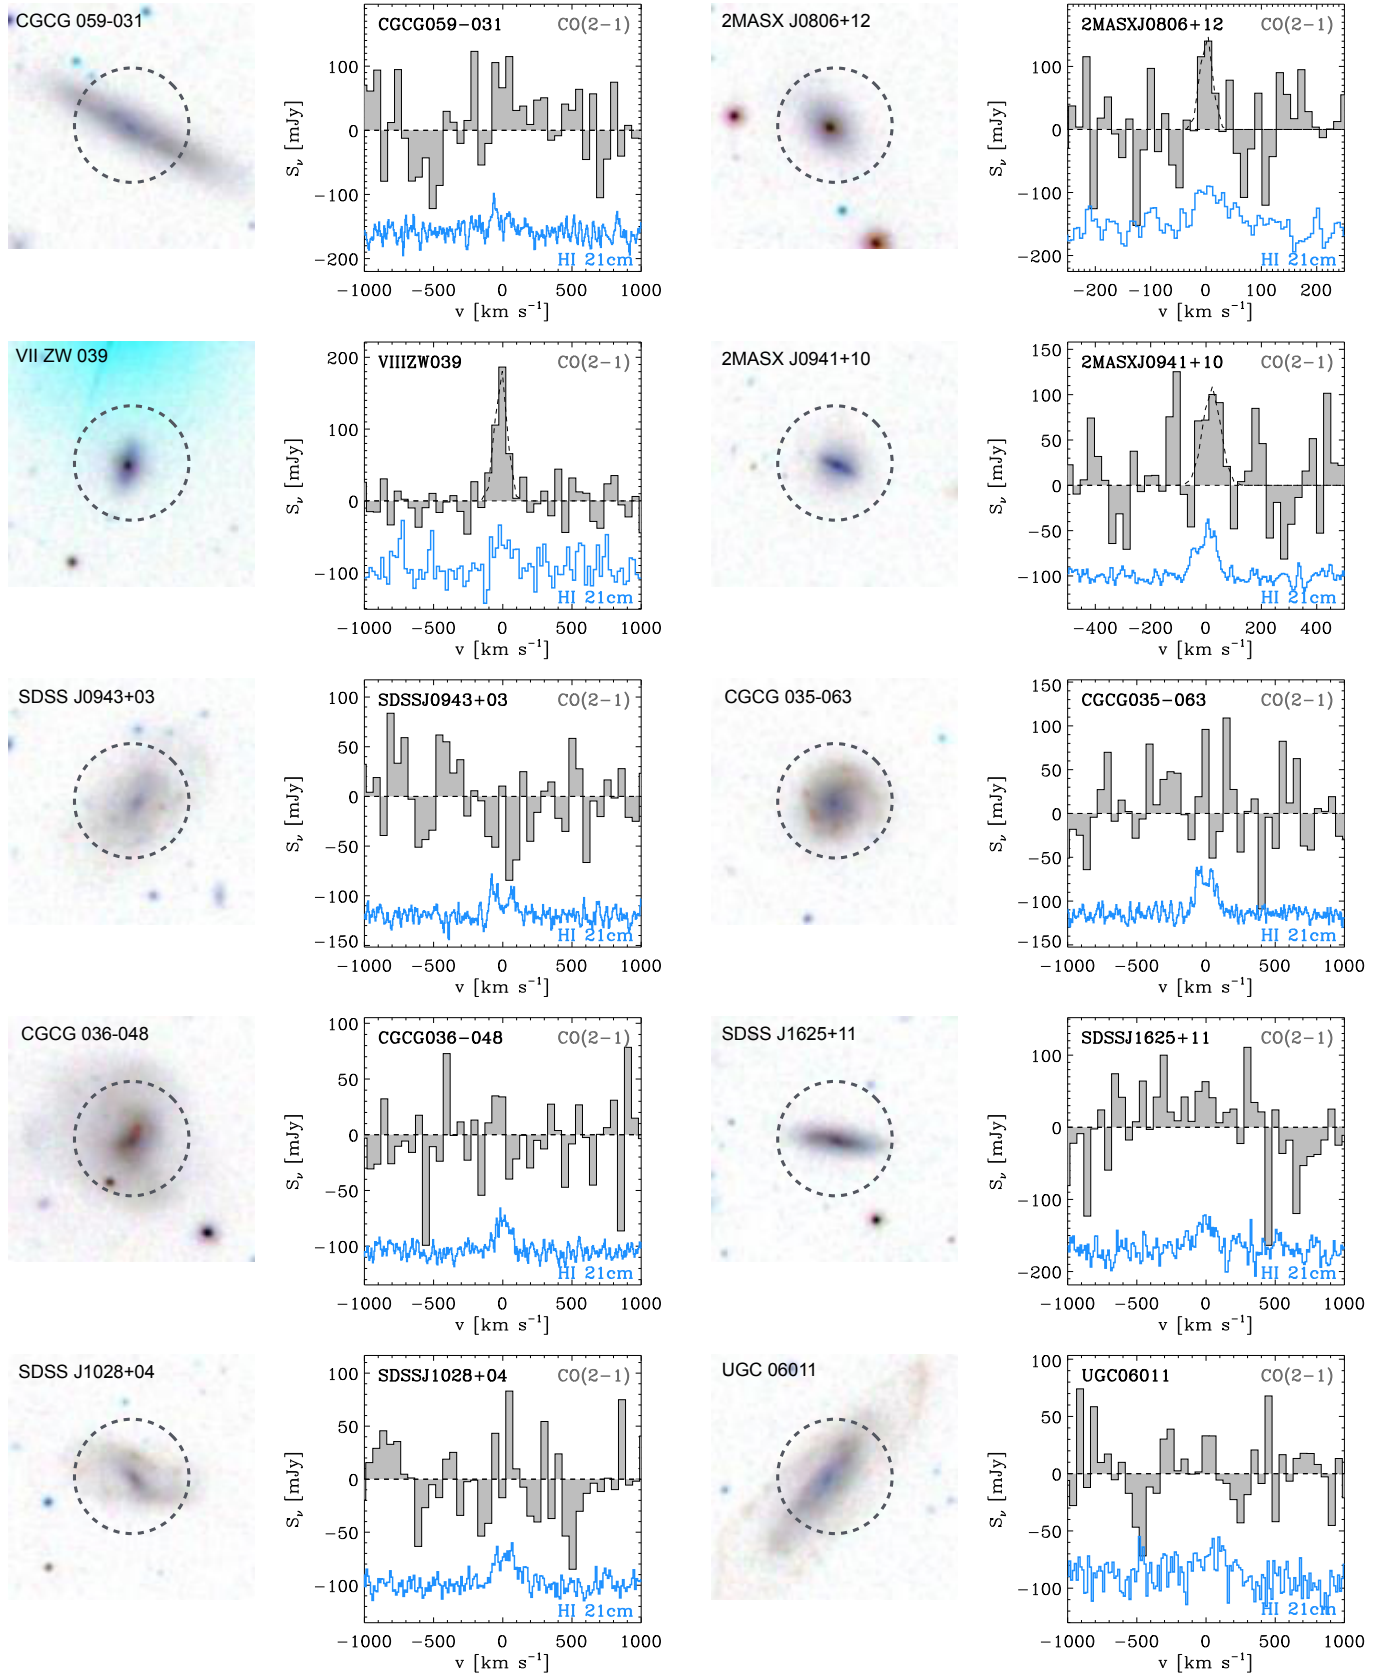 CGCG 059-031
CGCG059-031 CO(2-1)
100
0
-100
-200
S_ν [mJy]
HI 21cm
-1000 -500 0 500 1000
v [km s⁻¹]
2MASX J0806+12
2MASXJ0806+12 CO(2-1)
100
0
-100
-200
S_ν [mJy]
HI 21cm
-200 -100 0 100 200
v [km s⁻¹]
VII ZW 039
VIIIZW039 CO(2-1)
200
100
0
-100
S_ν [mJy]
HI 21cm
-1000 -500 0 500 1000
v [km s⁻¹]
2MASX J0941+10
2MASXJ0941+10 CO(2-1)
150
100
50
0
-50
-100
S_ν [mJy]
HI 21cm
-400 -200 0 200 400
v [km s⁻¹]
SDSS J0943+03
SDSSJ0943+03 CO(2-1)
100
50
0
-50
-100
-150
S_ν [mJy]
HI 21cm
-1000 -500 0 500 1000
v [km s⁻¹]
CGCG 035-063
CGCG035-063 CO(2-1)
150
100
50
0
-50
-100
-150
S_ν [mJy]
HI 21cm
-1000 -500 0 500 1000
v [km s⁻¹]
CGCG 036-048
CGCG036-048 CO(2-1)
100
50
0
-50
-100
S_ν [mJy]
HI 21cm
-1000 -500 0 500 1000
v [km s⁻¹]
SDSS J1625+11
SDSSJ1625+11 CO(2-1)
100
0
-100
-200
S_ν [mJy]
HI 21cm
-1000 -500 0 500 1000
v [km s⁻¹]
SDSS J1028+04
SDSSJ1028+04 CO(2-1)
100
50
0
-50
-100
S_ν [mJy]
HI 21cm
-1000 -500 0 500 1000
v [km s⁻¹]
UGC 06011
UGC06011 CO(2-1)
100
50
0
-50
-100
S_ν [mJy]
HI 21cm
-1000 -500 0 500 1000
v [km s⁻¹]